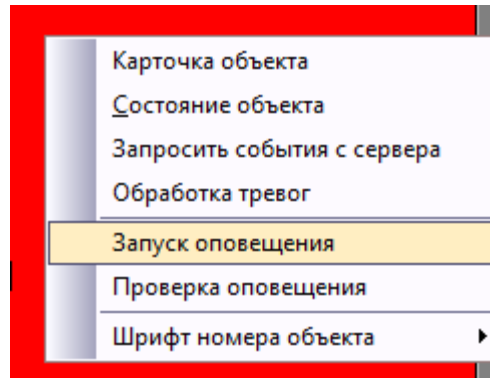 Карточка объекта
Состояние объекта
Запросить события с сервера
Обработка тревог
Запуск оповещения
Проверка оповещения
Шрифт номера объекта